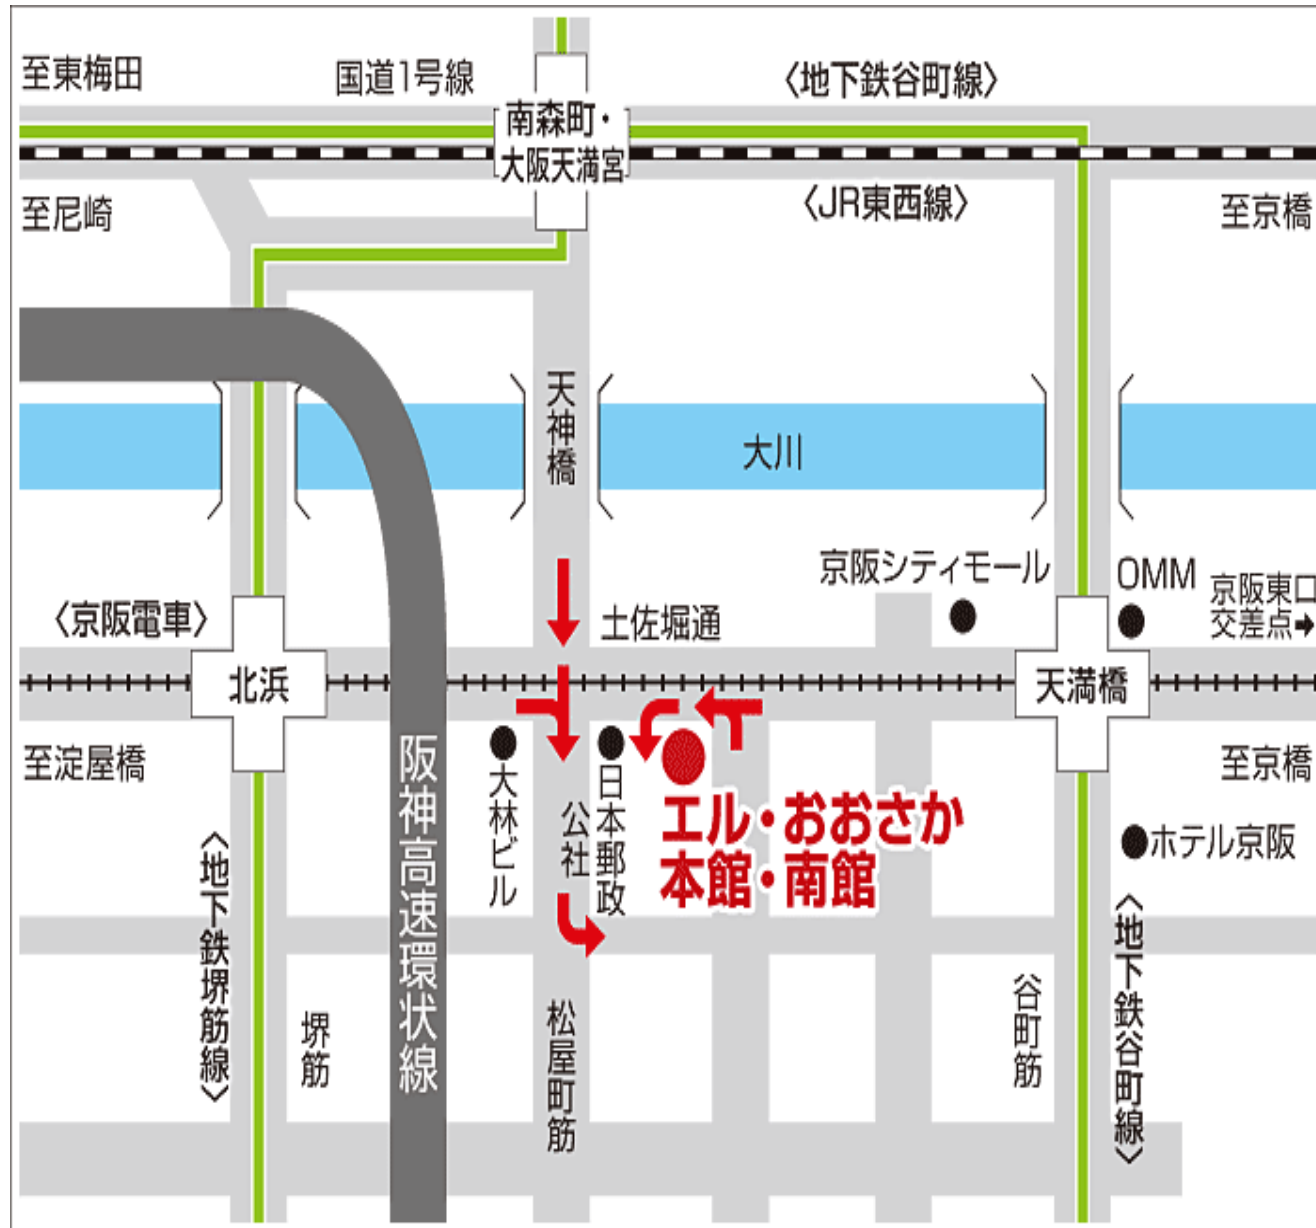 至東梅田
国道1号線
〈地下鉄谷町線〉
南森町・
大阪天満宮
至尼崎
〈JR東西線〉
至京橋
天神橋
大川
京阪シティモール
OMM
京阪東口
交差点➡
〈京阪電車〉
土佐堀通
北浜
天満橋
至淀屋橋
阪神高速環状線
大林ビル
日本郵政
公社
エル・おおさか
本館・南館
至京橋
ホテル京阪
〈地下鉄堺筋線〉
堺筋
松屋町筋
谷町筋
〈地下鉄谷町線〉